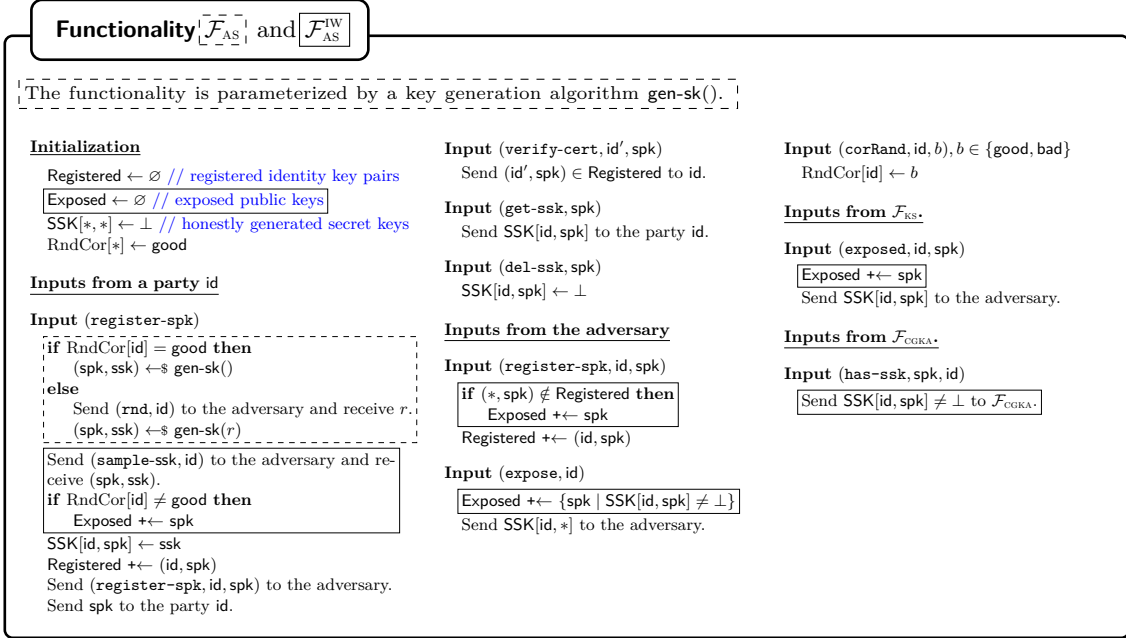 Functionality F_AS and F_AS^IW
The functionality is parameterized by a key generation algorithm gen-sk().
Initialization
Registered ← ∅ // registered identity key pairs
Exposed ← ∅ // exposed public keys
SSK[∗, ∗] ← ⊥ // honestly generated secret keys
RndCor[∗] ← good
Inputs from a party id
Input (register-spk)
if RndCor[id] = good then
(spk, ssk) ←$ gen-sk()
else
Send (rnd, id) to the adversary and receive r.
(spk, ssk) ←$ gen-sk(r)
Send (sample-ssk, id) to the adversary and re-
ceive (spk, ssk).
if RndCor[id] ≠ good then
Exposed +← spk
SSK[id, spk] ← ssk
Registered +← (id, spk)
Send (register-spk, id, spk) to the adversary.
Send spk to the party id.
Input (verify-cert, id′, spk)
Send (id′, spk) ∈ Registered to id.
Input (get-ssk, spk)
Send SSK[id, spk] to the party id.
Input (del-ssk, spk)
SSK[id, spk] ← ⊥
Inputs from the adversary
Input (register-spk, id, spk)
if (∗, spk) ∉ Registered then
Exposed +← spk
Registered +← (id, spk)
Input (expose, id)
Exposed +← {spk | SSK[id, spk] ≠ ⊥}
Send SSK[id, ∗] to the adversary.
Input (corRand, id, b), b ∈ {good, bad}
RndCor[id] ← b
Inputs from F_KS.
Input (exposed, id, spk)
Exposed +← spk
Send SSK[id, spk] to the adversary.
Inputs from F_CGKA.
Input (has-ssk, spk, id)
Send SSK[id, spk] ≠ ⊥ to F_CGKA.